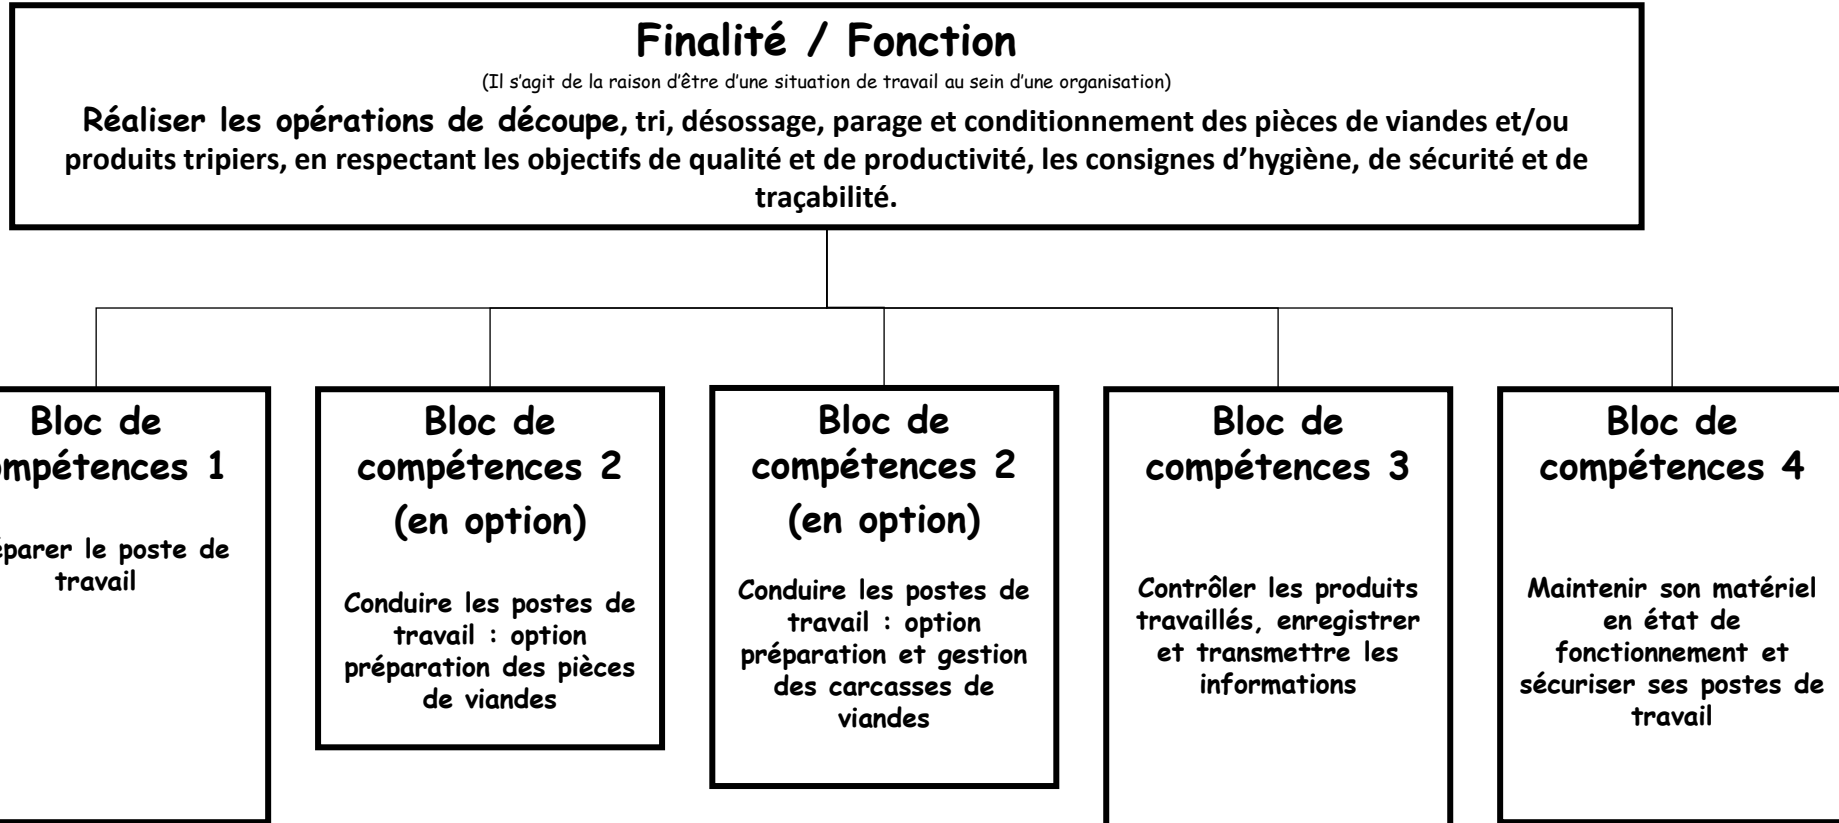 Finalité / Fonction
(Il s'agit de la raison d'être d'une situation de travail au sein d'une organisation)
Réaliser les opérations de découpe, tri, désossage, parage et conditionnement des pièces de viandes et/ou
produits tripiers, en respectant les objectifs de qualité et de productivité, les consignes d'hygiène, de sécurité et de
traçabilité.
Bloc de
mpétences 1
éparer le poste de
travail
Bloc de
compétences 2
(en option)
Conduire les postes de
travail : option
préparation des pièces
de viandes
Bloc de
compétences 2
(en option)
Conduire les postes de
travail : option
préparation et gestion
des carcasses de
viandes
Bloc de
compétences 3
Contrôler les produits
travaillés, enregistrer
et transmettre les
informations
Bloc de
compétences 4
Maintenir son matériel
en état de
fonctionnement et
sécuriser ses postes de
travail